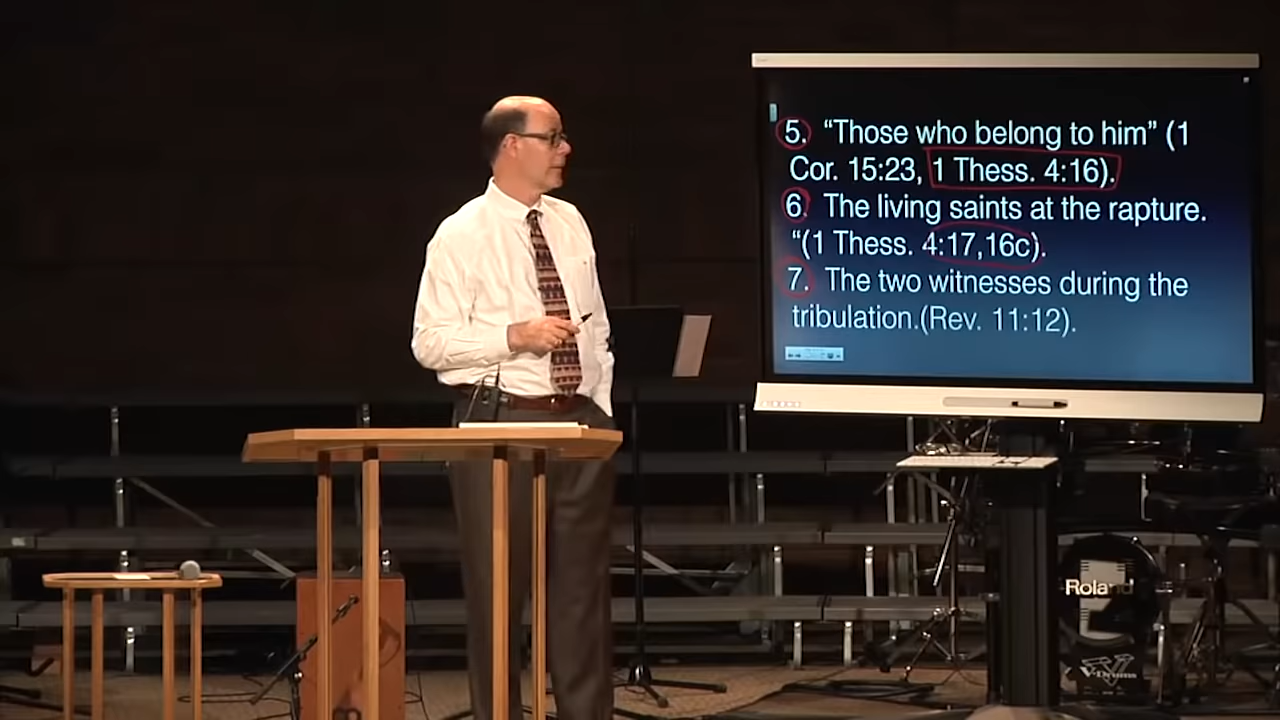 5. “Those who belong to him” (1
Cor. 15:23, 1 Thess. 4:16).
6. The living saints at the rapture.
“(1 Thess. 4:17,16c).
7. The two witnesses during the
tribulation.(Rev. 11:12).
Roland
V-Drums